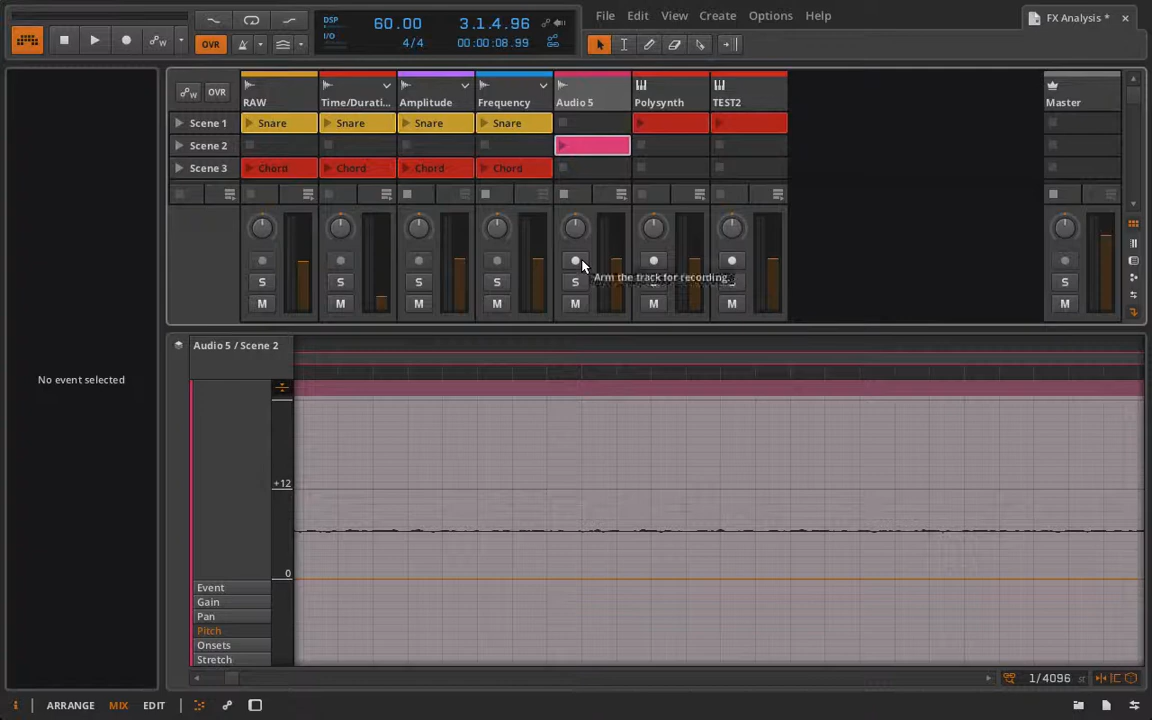 DSP
I/O
60.00
4/4
3.1.4.96
00:00:08.99
File Edit View Create Options Help
FX Analysis *
OVR
OVR
RAW
Time/Durati...
Amplitude
Frequency
Audio 5
Polysynth
TEST2
Master
Scene 1
Snare
Snare
Snare
Snare
Scene 2
Scene 3
Chord
Chord
Chord
Chord
Arm the track for recording.
S
S
S
S
S
S
S
S
M
M
M
M
M
M
M
M
No event selected
Audio 5 / Scene 2
+12
0
Event
Gain
Pan
Pitch
Onsets
Stretch
1/4096
st
i
ARRANGE
MIX
EDIT